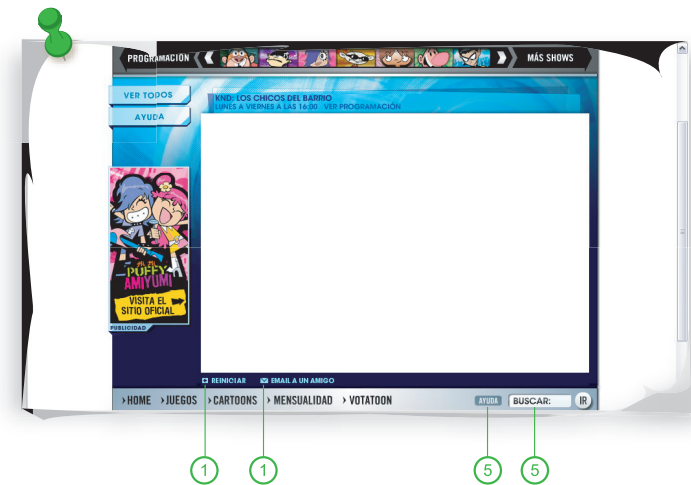 PROGRAMACIÓN
MÁS SHOWS
VER TODOS
AYUDA
KND: LOS CHICOS DEL BARRIO
LUNES A VIERNES A LAS 16:00 VER PROGRAMACIÓN
HI HI
PUFFY
AMIYUMI
VISITA EL
SITIO OFICIAL
PUBLICIDAD
REINICIAR EMAIL A UN AMIGO
HOME JUEGOS CARTOONS MENSUALIDAD VOTATOON AYUDA BUSCAR: IR
1 1 5 5